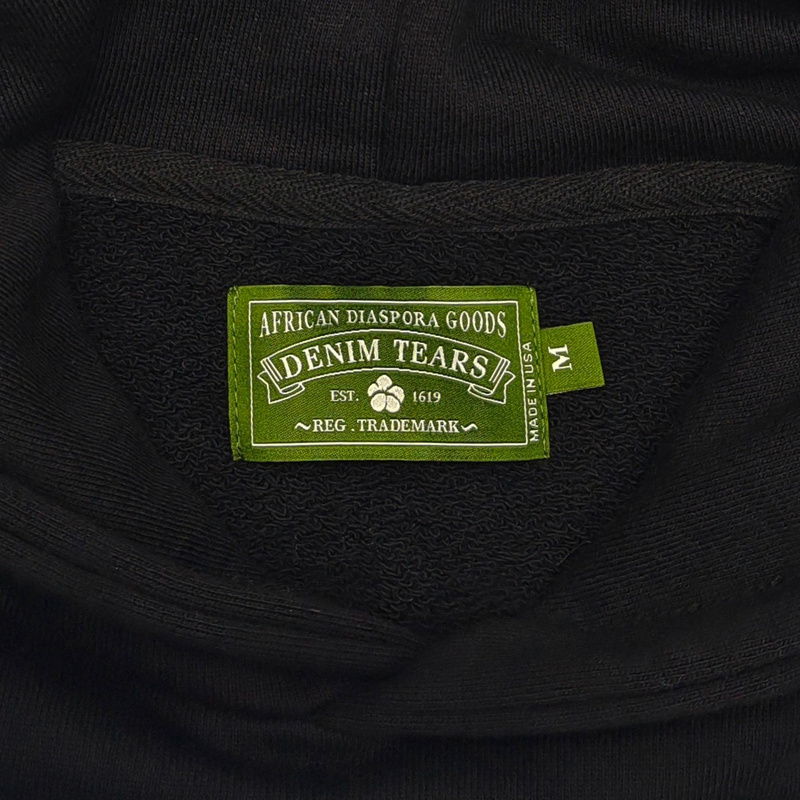 AFRICAN DIASPORA GOODS
DENIM TEARS
EST. 1619
~REG . TRADEMARK~
MADE IN USA
M